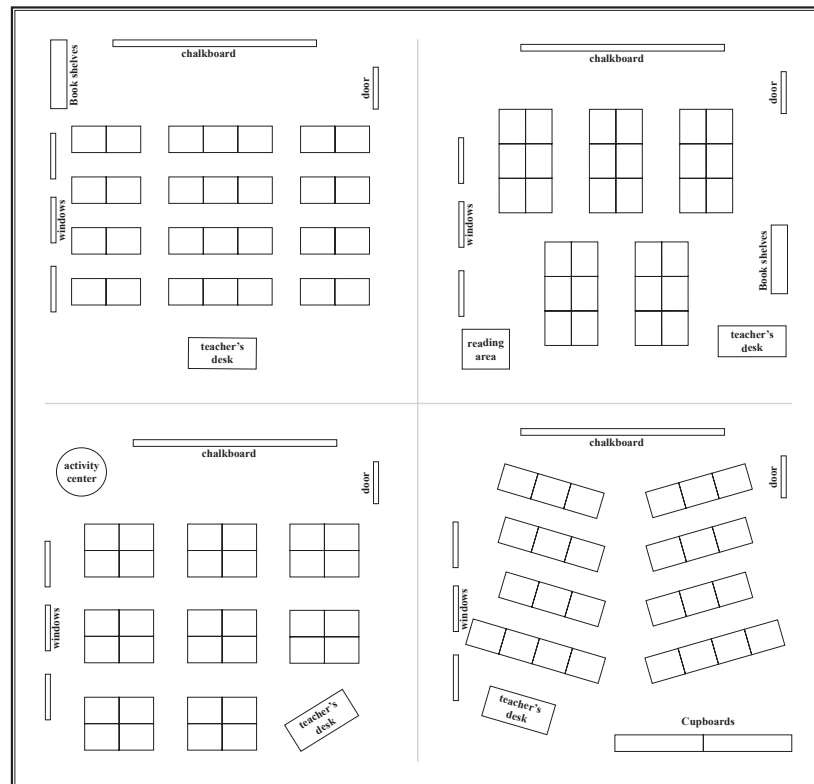 chalkboard
Book shelves
door
windows
teacher's
desk
chalkboard
door
windows
Book shelves
reading
area
teacher's
desk
chalkboard
activity
center
door
windows
teacher's
desk
chalkboard
door
windows
teacher's
desk
Cupboards